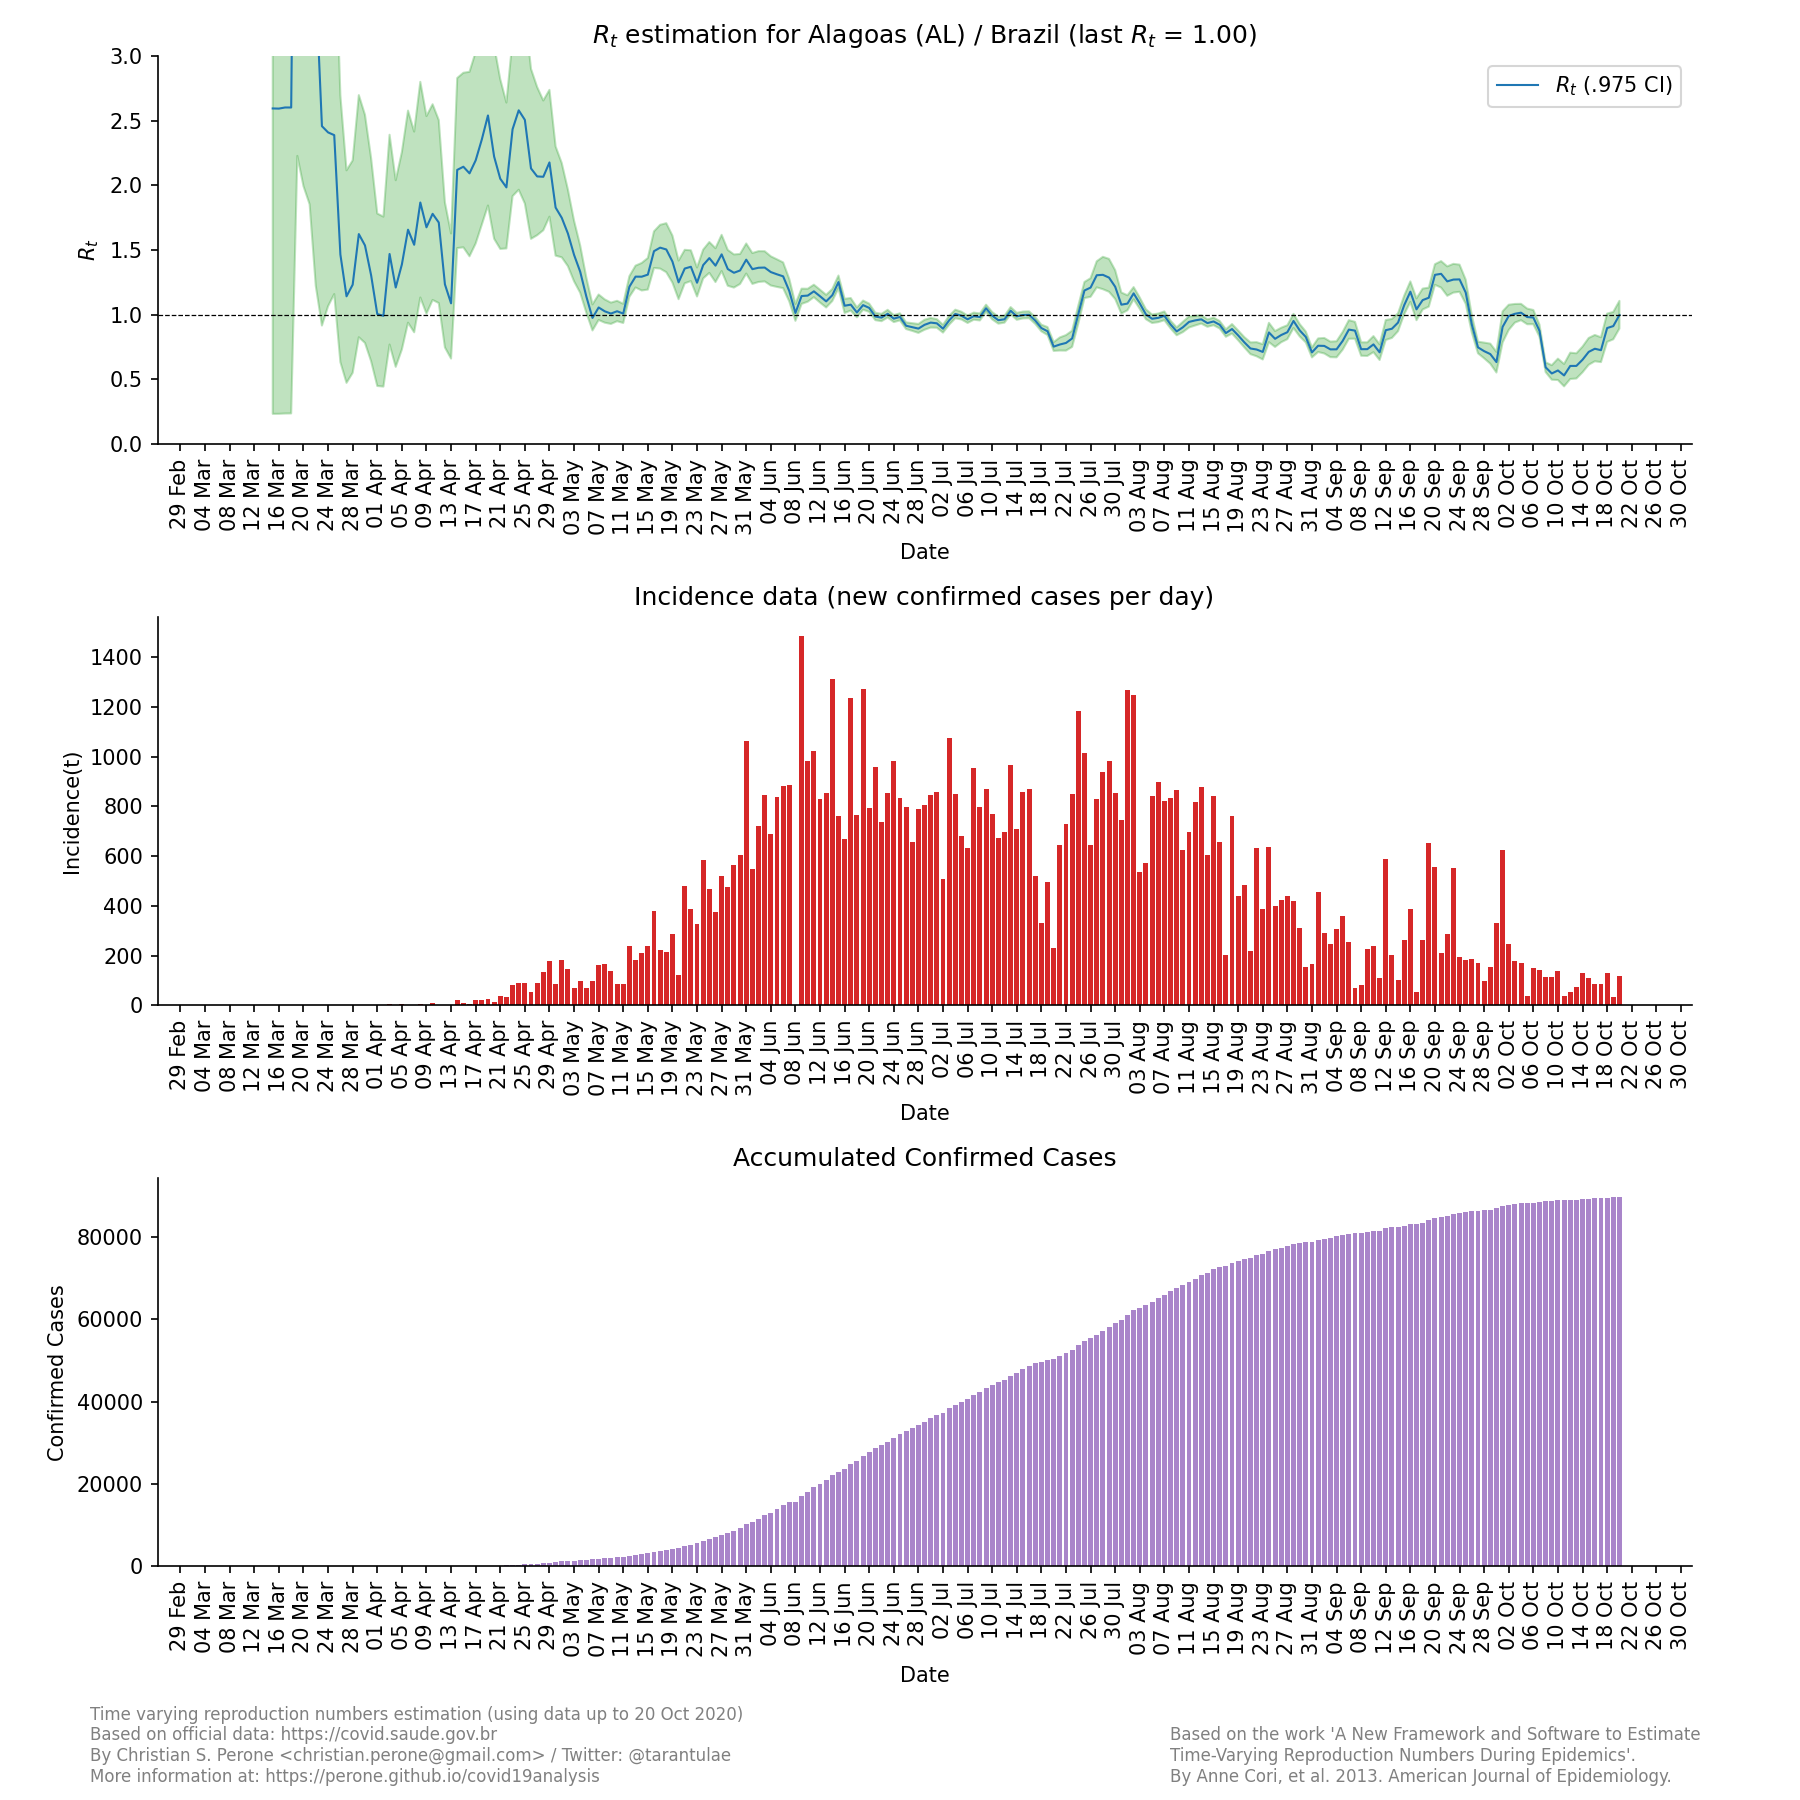 R_t estimation for Alagoas (AL) / Brazil (last R_t = 1.00)
R_t (.975 CI)
3.0
2.5
2.0
1.5
1.0
0.5
0.0
R_t
29 Feb 04 Mar 08 Mar 12 Mar 16 Mar 20 Mar 24 Mar 28 Mar 01 Apr 05 Apr 09 Apr 13 Apr 17 Apr 21 Apr 25 Apr 29 Apr 03 May 07 May 11 May 15 May 19 May 23 May 27 May 31 May 04 Jun 08 Jun 12 Jun 16 Jun 20 Jun 24 Jun 28 Jun 02 Jul 06 Jul 10 Jul 14 Jul 18 Jul 22 Jul 26 Jul 30 Jul 03 Aug 07 Aug 11 Aug 15 Aug 19 Aug 23 Aug 27 Aug 31 Aug 04 Sep 08 Sep 12 Sep 16 Sep 20 Sep 24 Sep 28 Sep 02 Oct 06 Oct 10 Oct 14 Oct 18 Oct 22 Oct 26 Oct 30 Oct
Date
Incidence data (new confirmed cases per day)
1400
1200
1000
800
600
400
200
0
Incidence(t)
29 Feb 04 Mar 08 Mar 12 Mar 16 Mar 20 Mar 24 Mar 28 Mar 01 Apr 05 Apr 09 Apr 13 Apr 17 Apr 21 Apr 25 Apr 29 Apr 03 May 07 May 11 May 15 May 19 May 23 May 27 May 31 May 04 Jun 08 Jun 12 Jun 16 Jun 20 Jun 24 Jun 28 Jun 02 Jul 06 Jul 10 Jul 14 Jul 18 Jul 22 Jul 26 Jul 30 Jul 03 Aug 07 Aug 11 Aug 15 Aug 19 Aug 23 Aug 27 Aug 31 Aug 04 Sep 08 Sep 12 Sep 16 Sep 20 Sep 24 Sep 28 Sep 02 Oct 06 Oct 10 Oct 14 Oct 18 Oct 22 Oct 26 Oct 30 Oct
Date
Accumulated Confirmed Cases
80000
60000
40000
20000
0
Confirmed Cases
29 Feb 04 Mar 08 Mar 12 Mar 16 Mar 20 Mar 24 Mar 28 Mar 01 Apr 05 Apr 09 Apr 13 Apr 17 Apr 21 Apr 25 Apr 29 Apr 03 May 07 May 11 May 15 May 19 May 23 May 27 May 31 May 04 Jun 08 Jun 12 Jun 16 Jun 20 Jun 24 Jun 28 Jun 02 Jul 06 Jul 10 Jul 14 Jul 18 Jul 22 Jul 26 Jul 30 Jul 03 Aug 07 Aug 11 Aug 15 Aug 19 Aug 23 Aug 27 Aug 31 Aug 04 Sep 08 Sep 12 Sep 16 Sep 20 Sep 24 Sep 28 Sep 02 Oct 06 Oct 10 Oct 14 Oct 18 Oct 22 Oct 26 Oct 30 Oct
Date
Time varying reproduction numbers estimation (using data up to 20 Oct 2020)
Based on official data: https://covid.saude.gov.br
By Christian S. Perone <christian.perone@gmail.com> / Twitter: @tarantulae
More information at: https://perone.github.io/covid19analysis
Based on the work 'A New Framework and Software to Estimate
Time-Varying Reproduction Numbers During Epidemics'.
By Anne Cori, et al. 2013. American Journal of Epidemiology.